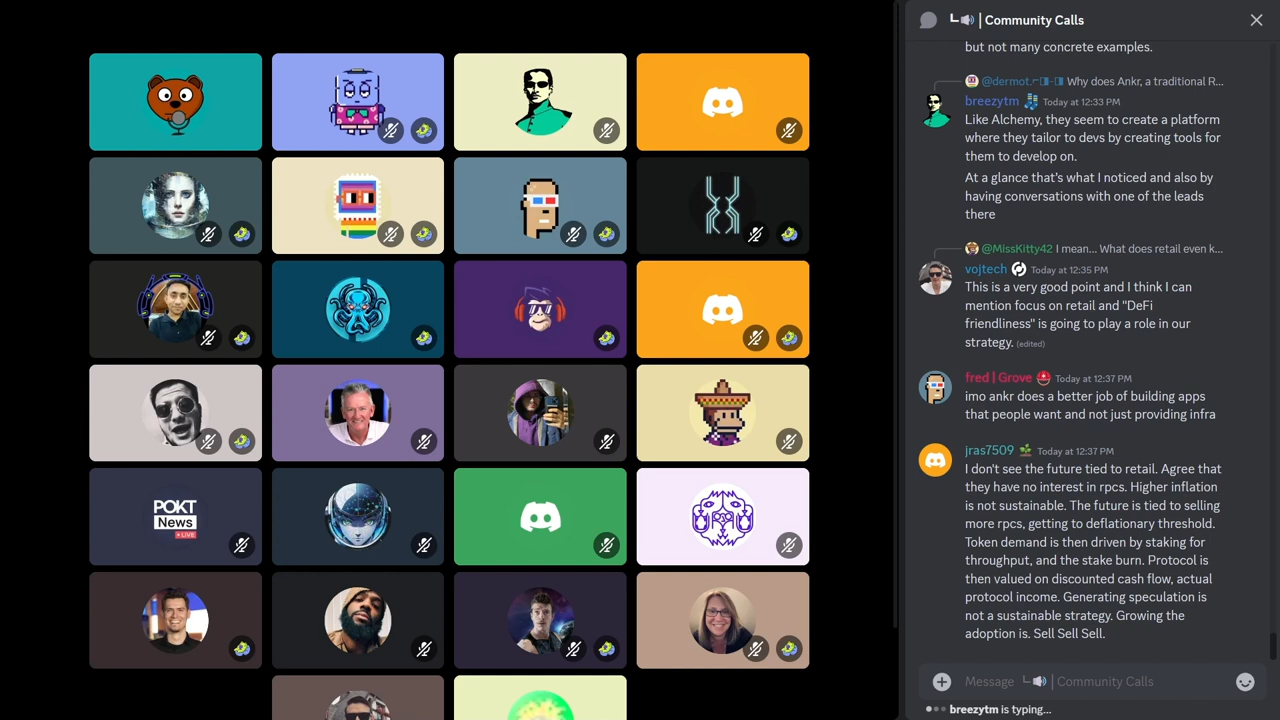 Community Calls
but not many concrete examples.
Why does Ankr, a traditional R...
breezytm Today at 12:33 PM
Like Alchemy, they seem to create a platform
where they tailor to devs by creating tools for
them to develop on.
At a glance that's what I noticed and also by
having conversations with one of the leads
there
@MissKitty42 I mean... What does retail even k...
vojtech Today at 12:35 PM
This is a very good point and I think I can
mention focus on retail and "DeFi
friendliness" is going to play a role in our
strategy. (edited)
fred | Grove Today at 12:37 PM
imo ankr does a better job of building apps
that people want and not just providing infra
jras7509 Today at 12:37 PM
I don't see the future tied to retail. Agree that
they have no interest in rpcs. Higher inflation
is not sustainable. The future is tied to selling
more rpcs, getting to deflationary threshold.
Token demand is then driven by staking for
throughput, and the stake burn. Protocol is
then valued on discounted cash flow, actual
protocol income. Generating speculation is
not a sustainable strategy. Growing the
adoption is. Sell Sell Sell.
Message | Community Calls
breezytm is typing...
POKT
News
LIVE